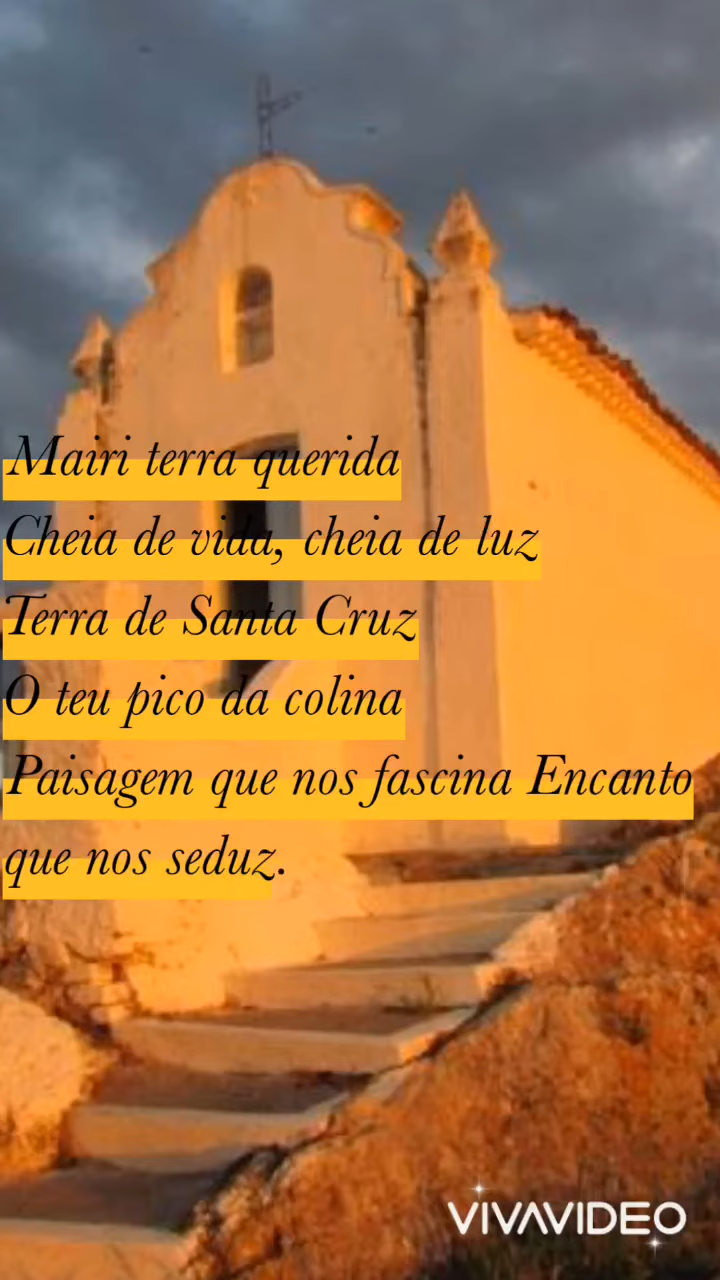 Mairi terra querida
Cheia de vida, cheia de luz
Terra de Santa Cruz
O teu pico da colina
Paisagem que nos fascina Encanto
que nos seduz.
VIVAVIDEO